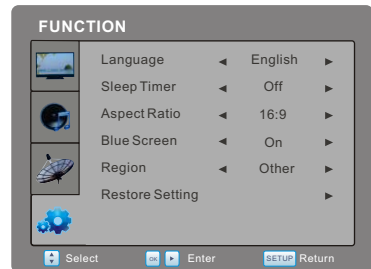 FUNCTION
Language English
Sleep Timer Off
Aspect Ratio 16:9
Blue Screen On
Region Other
Restore Setting
Select OK Enter SETUP Return